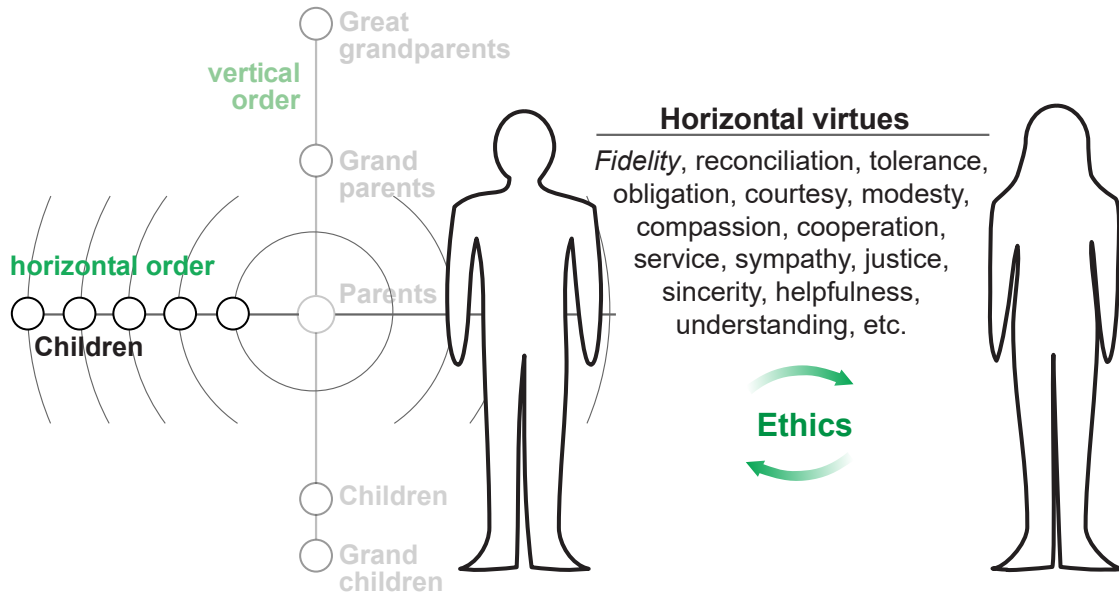 Great
grandparents
vertical
order
Grand
parents
horizontal order
Parents
Children
Children
Grand
children
Horizontal virtues
Fidelity, reconciliation, tolerance,
obligation, courtesy, modesty,
compassion, cooperation,
service, sympathy, justice,
sincerity, helpfulness,
understanding, etc.
Ethics